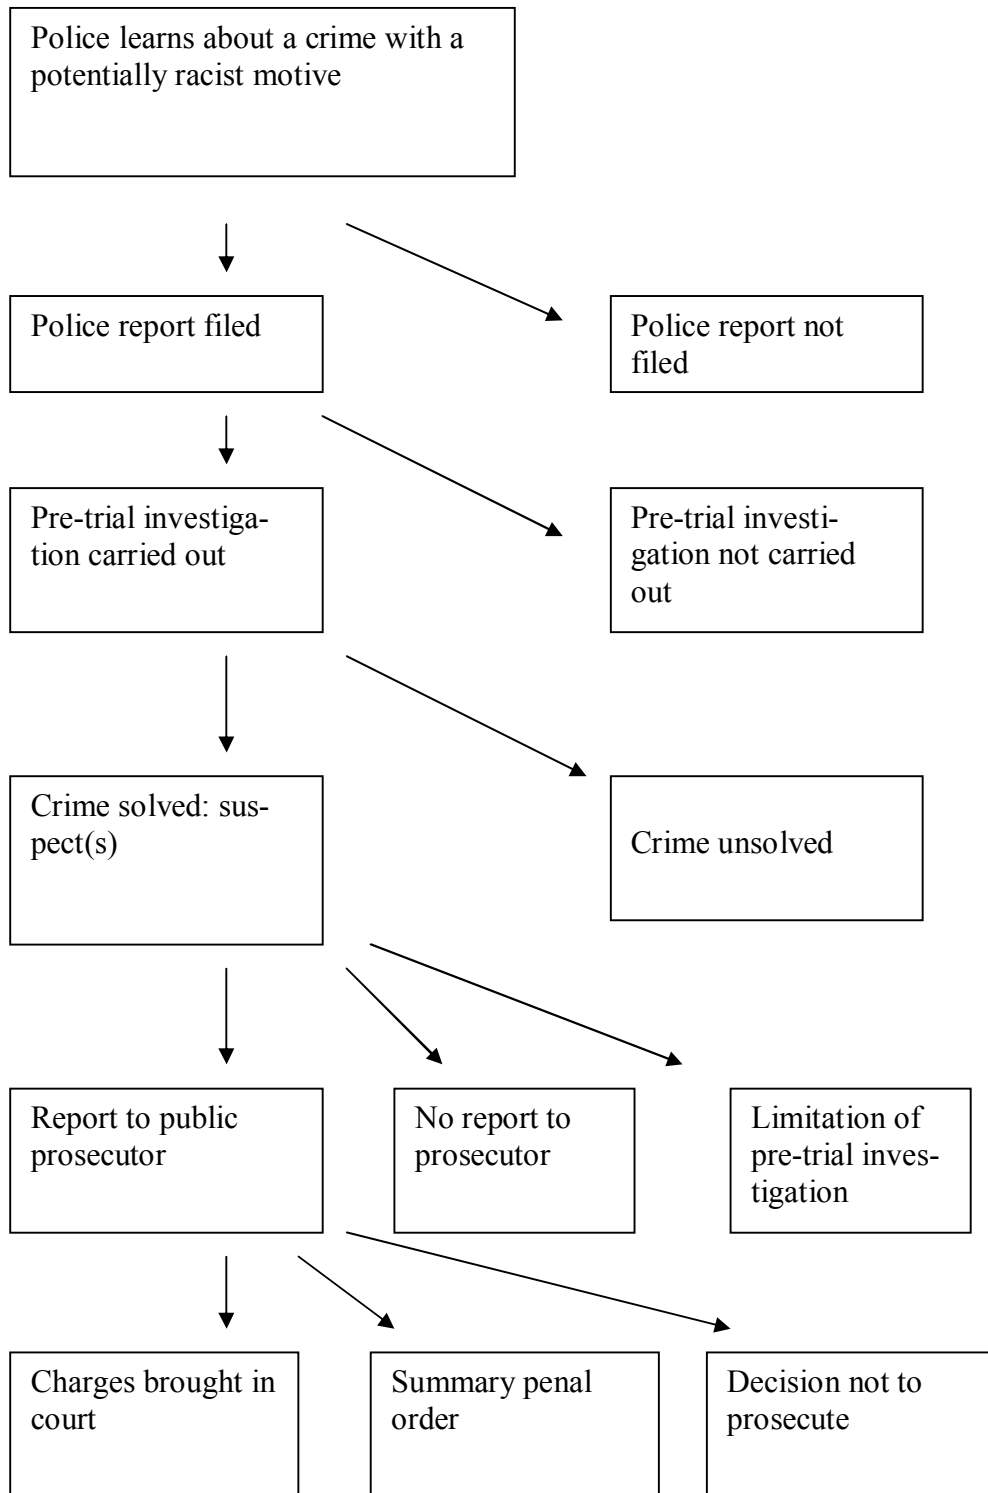 Police learns about a crime with a
potentially racist motive
Police report filed
Police report not
filed
Pre-trial investiga-
tion carried out
Pre-trial investi-
gation not carried
out
Crime solved: sus-
pect(s)
Crime unsolved
Report to public
prosecutor
No report to
prosecutor
Limitation of
pre-trial inves-
tigation
Charges brought in
court
Summary penal
order
Decision not to
prosecute